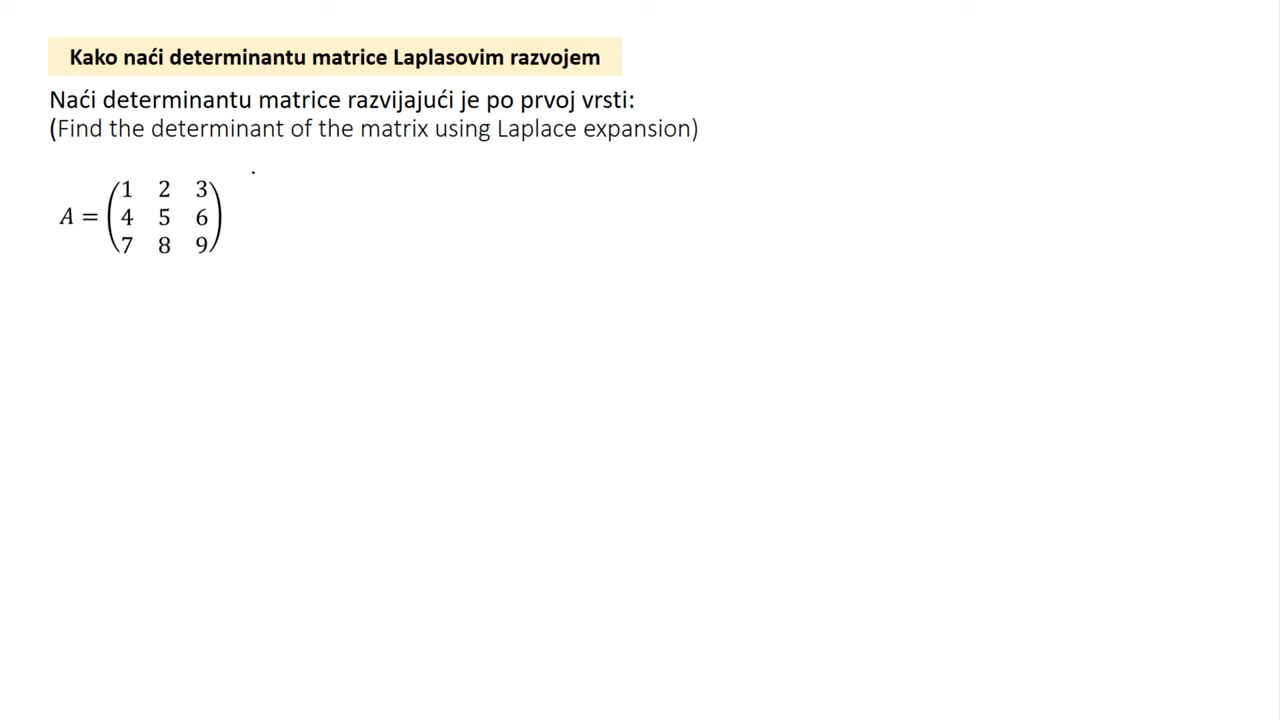 Kako naći determinantu matrice Laplasovim razvojem
Naći determinantu matrice razvijajući je po prvoj vrsti:
(Find the determinant of the matrix using Laplace expansion)
1 2 3
A = 4 5 6
7 8 9